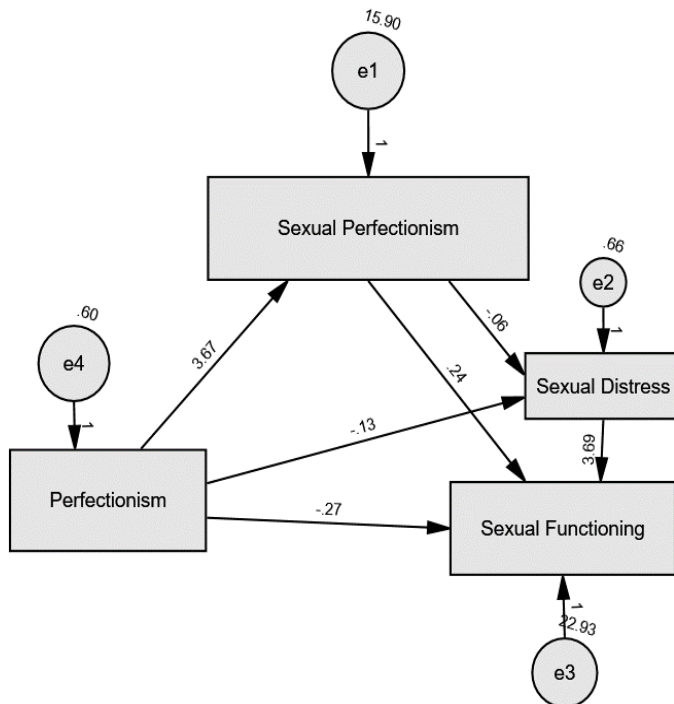 15.90
e1
1
Sexual Perfectionism
.66
e2
1
.60
e4
1
3.67
.24
-.06
Sexual Distress
-.13
3.69
Perfectionism
-.27
Sexual Functioning
1
22.93
e3